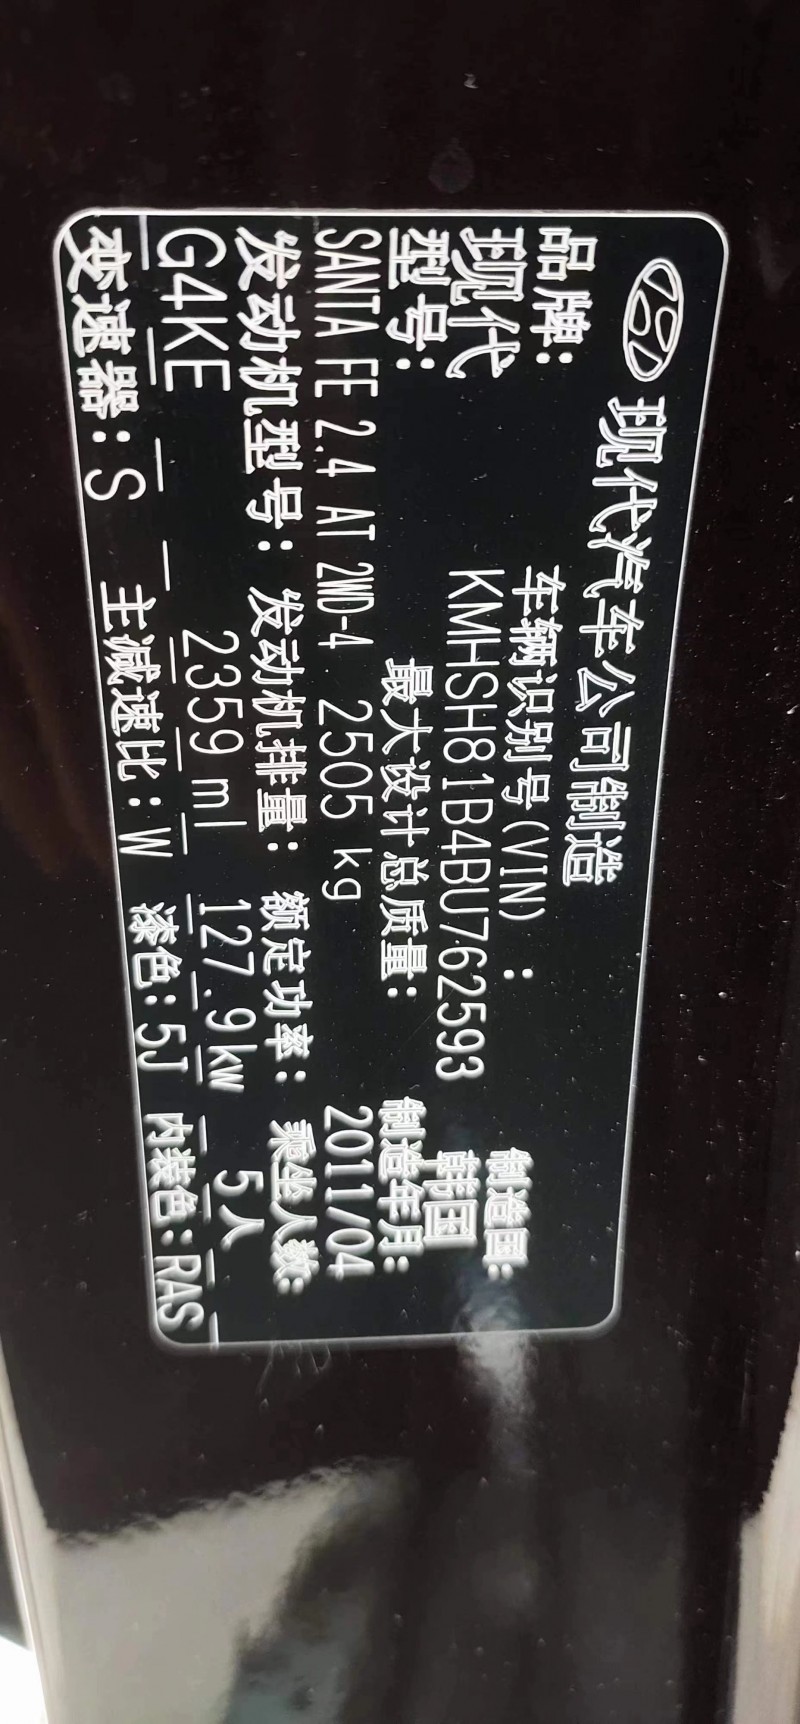 现代汽车公司制造
品牌: 车辆识别号(VIN): 制造国:
现代 KMHSH81B4BU762593 韩国
型号: 最大设计总质量: 制造年月:
SANTA FE 2.4 AT 2WD-4 2505 kg 2011/04
发动机型号: 发动机排量: 额定功率: 乘坐人数:
G4KE 2359 ml 127.9kW 5人
变速器:S 主减速比:W 漆色:5J 内装色:RAS